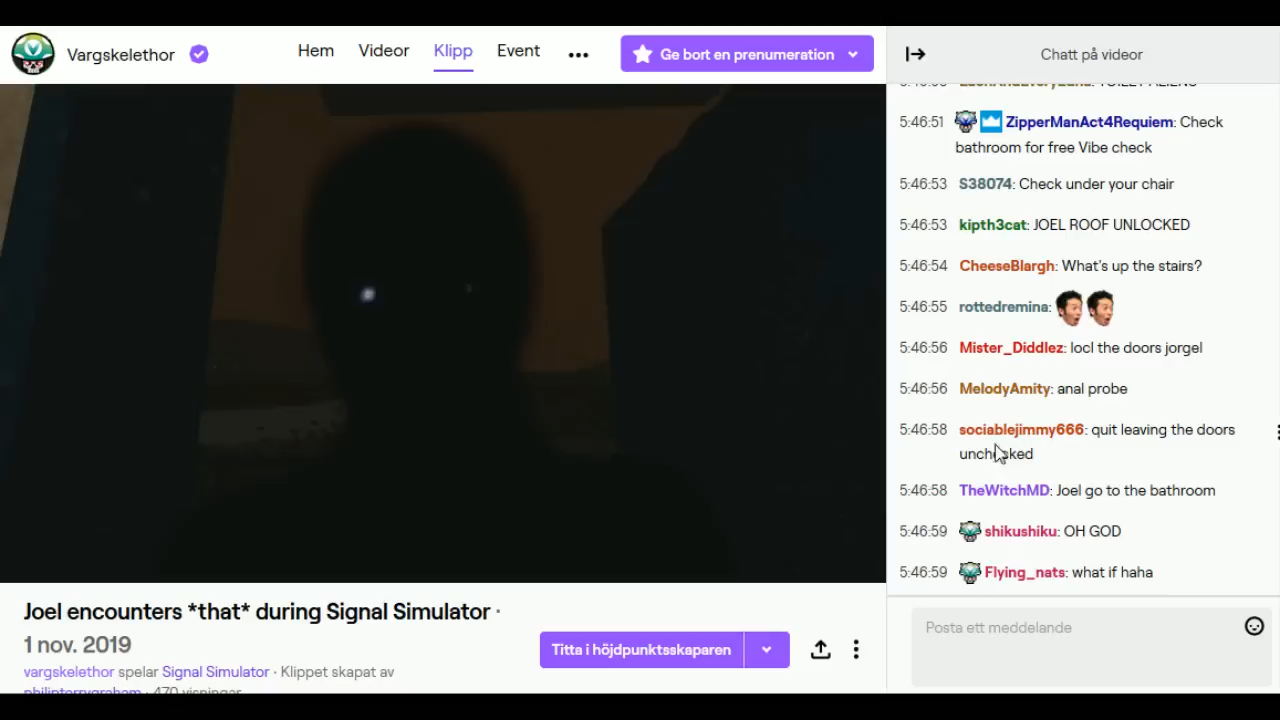 Vargskelethor
Hem Videor Klipp Event
Ge bort en prenumeration
Chatt på videor
5:46:51 ZipperManAct4Requiem: Check
bathroom for free Vibe check
5:46:53 S38074: Check under your chair
5:46:53 kipth3cat: JOEL ROOF UNLOCKED
5:46:54 CheeseBlargh: What's up the stairs?
5:46:55 rottedremina:
5:46:56 Mister_Diddlez: locl the doors jorgel
5:46:56 MelodyAmity: anal probe
5:46:58 sociablejimmy666: quit leaving the doors
5:46:58 TheWitchMD: Joel go to the bathroom
5:46:59 shikushiku: OH GOD
5:46:59 Flying_nats: what if haha
Posta ett meddelande
Joel encounters *that* during Signal Simulator ·
1 nov. 2019
Titta i höjdpunktsskaparen
vargskelethor spelar Signal Simulator · Klippet skapat av
philipterrygraham · 470 visningar